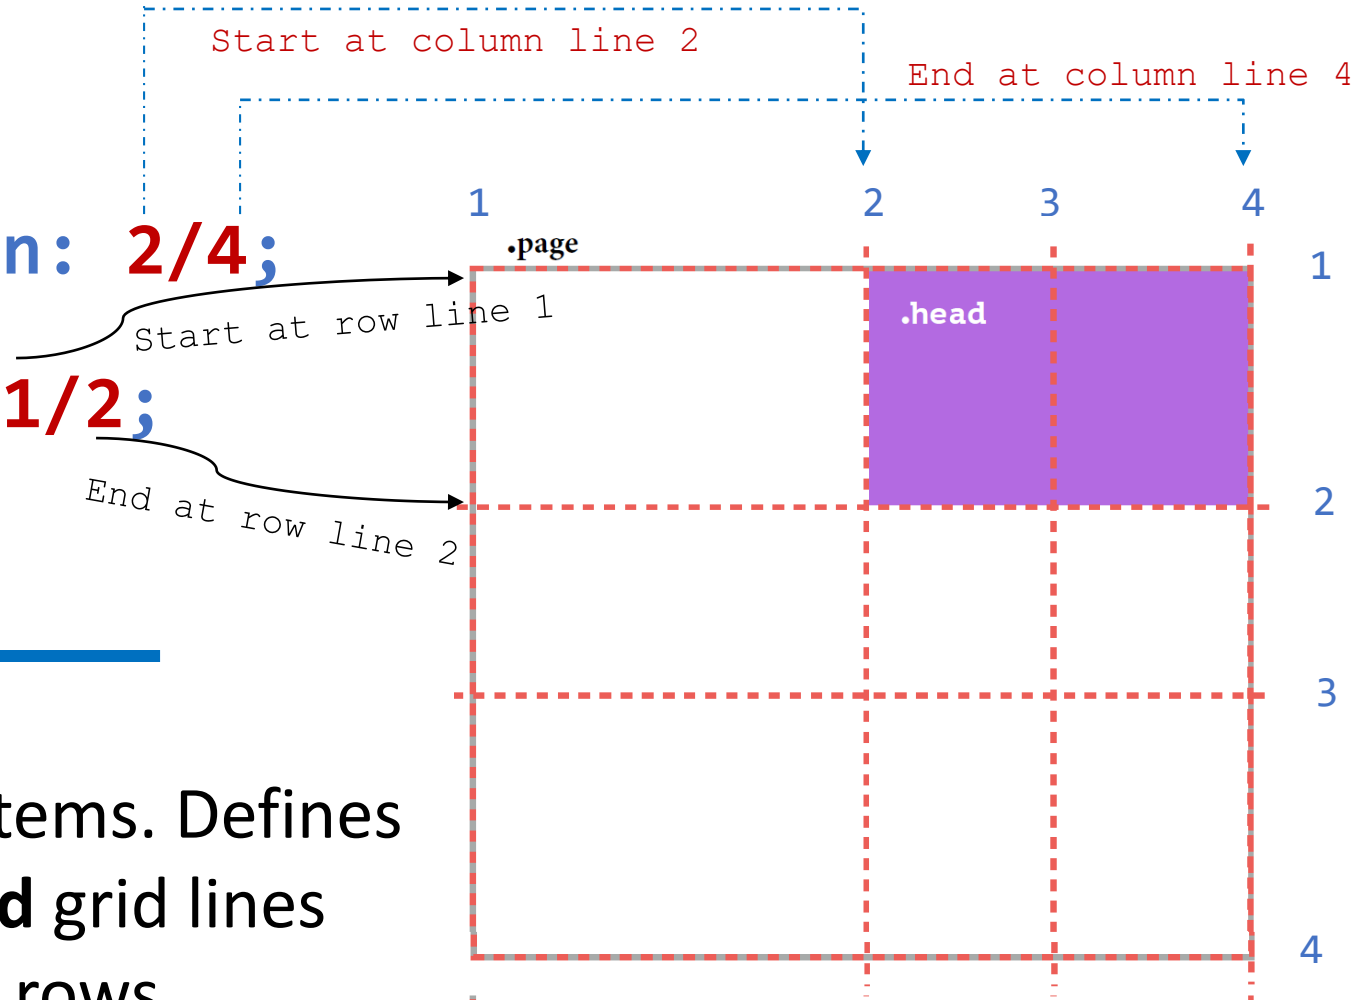 Start at column line 2
End at column line 4
1 2 3 4
n: 2/4;
.page
1
Start at row line 1
.head
1/2;
End at row line 2
2
3
tems. Defines
d grid lines
4
rows